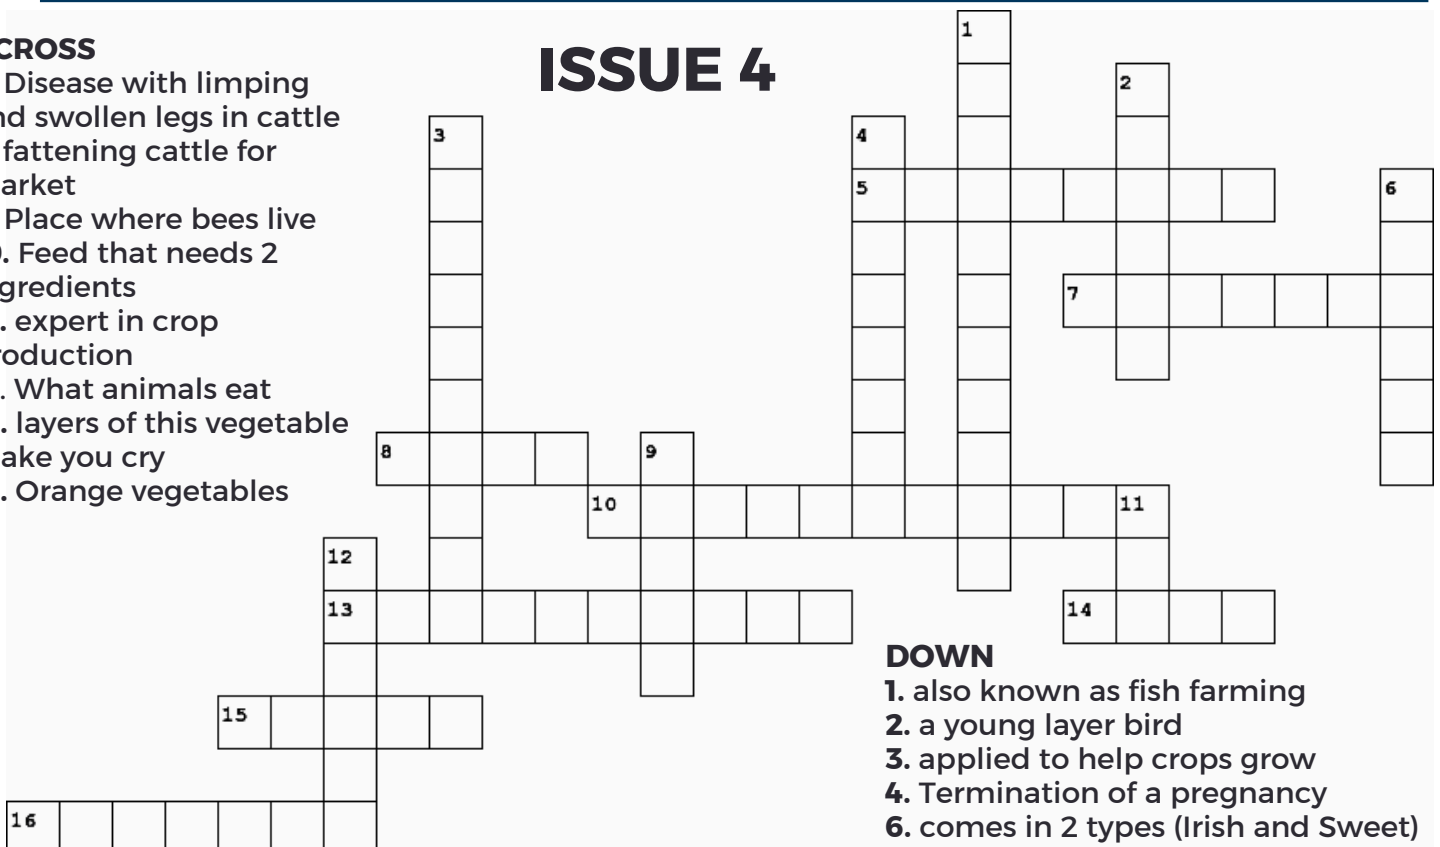 CROSS
Disease with limping
nd swollen legs in cattle
fattening cattle for
arket
Place where bees live
. Feed that needs 2
gredients
. expert in crop
roduction
. What animals eat
. layers of this vegetable
ake you cry
. Orange vegetables
ISSUE 4
1
2
3
4
5
6
7
8
9
10
11
12
13
14
15
16
DOWN
1. also known as fish farming
2. a young layer bird
3. applied to help crops grow
4. Termination of a pregnancy
6. comes in 2 types (Irish and Sweet)